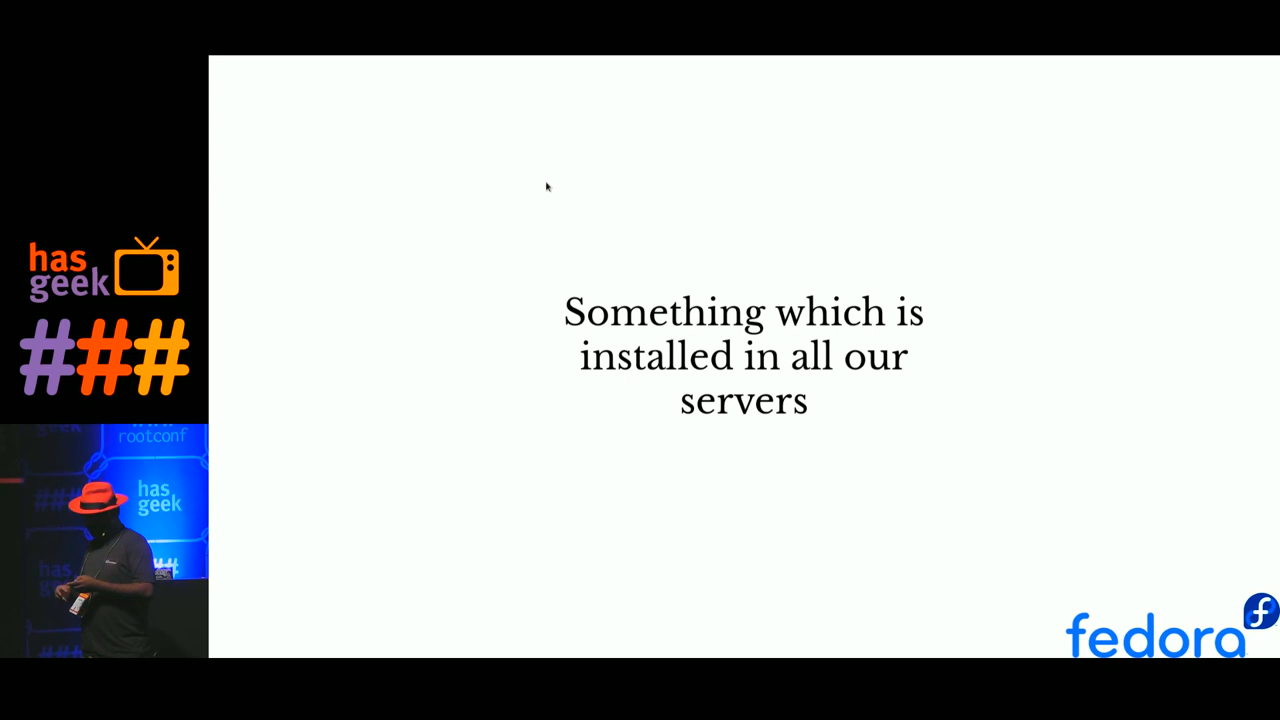 has
geek
###
rootconf
has
geek
##
Something which is
installed in all our
servers
fedora